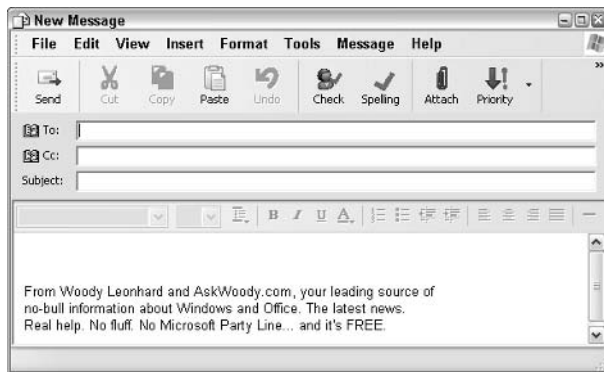 New Message
File Edit View Insert Format Tools Message Help
Send Cut Copy Paste Undo Check Spelling Attach Priority
To:
Cc:
Subject:
B I U A
From Woody Leonhard and AskWoody.com, your leading source of
no-bull information about Windows and Office. The latest news.
Real help. No fluff. No Microsoft Party Line... and it's FREE.